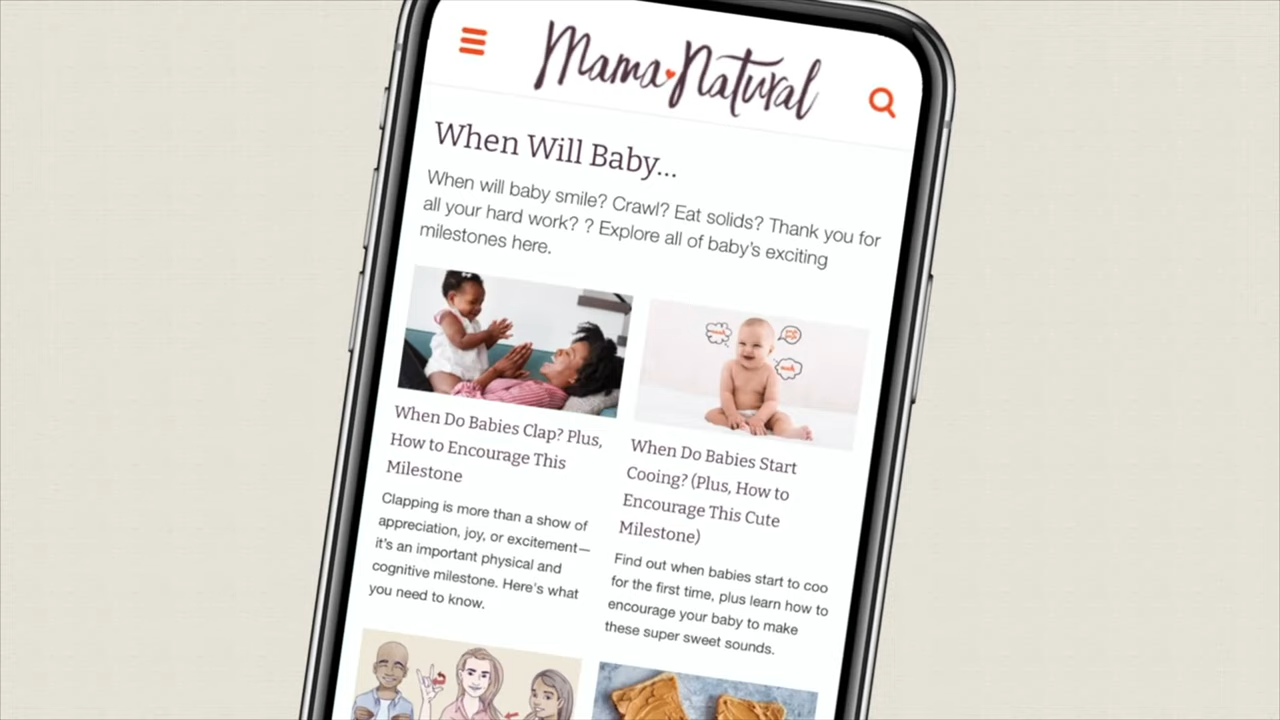 Mama Natural
When Will Baby...
When will baby smile? Crawl? Eat solids? Thank you for
all your hard work? ? Explore all of baby's exciting
milestones here.
When Do Babies Clap? Plus,
How to Encourage This
Milestone
Clapping is more than a show of
appreciation, joy, or excitement—
it's an important physical and
cognitive milestone. Here's what
you need to know.
When Do Babies Start
Cooing? (Plus, How to
Encourage This Cute
Milestone)
Find out when babies start to coo
for the first time, plus learn how to
encourage your baby to make
these super sweet sounds.